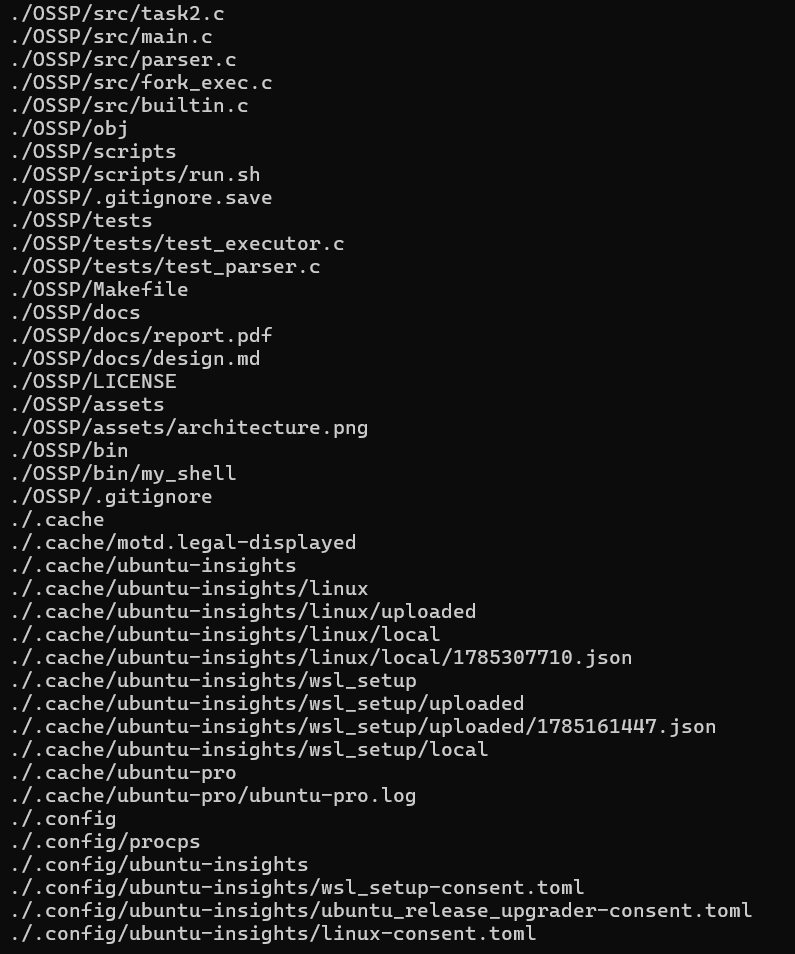 ./OSSP/src/task2.c
./OSSP/src/main.c
./OSSP/src/parser.c
./OSSP/src/fork_exec.c
./OSSP/src/builtin.c
./OSSP/obj
./OSSP/scripts
./OSSP/scripts/run.sh
./OSSP/.gitignore.save
./OSSP/tests
./OSSP/tests/test_executor.c
./OSSP/tests/test_parser.c
./OSSP/Makefile
./OSSP/docs
./OSSP/docs/report.pdf
./OSSP/docs/design.md
./OSSP/LICENSE
./OSSP/assets
./OSSP/assets/architecture.png
./OSSP/bin
./OSSP/bin/my_shell
./OSSP/.gitignore
./.cache
./.cache/motd.legal-displayed
./.cache/ubuntu-insights
./.cache/ubuntu-insights/linux
./.cache/ubuntu-insights/linux/uploaded
./.cache/ubuntu-insights/linux/local
./.cache/ubuntu-insights/linux/local/1785307710.json
./.cache/ubuntu-insights/wsl_setup
./.cache/ubuntu-insights/wsl_setup/uploaded
./.cache/ubuntu-insights/wsl_setup/uploaded/1785161447.json
./.cache/ubuntu-insights/wsl_setup/local
./.cache/ubuntu-pro
./.cache/ubuntu-pro/ubuntu-pro.log
./.config
./.config/procps
./.config/ubuntu-insights
./.config/ubuntu-insights/wsl_setup-consent.toml
./.config/ubuntu-insights/ubuntu_release_upgrader-consent.toml
./.config/ubuntu-insights/linux-consent.toml